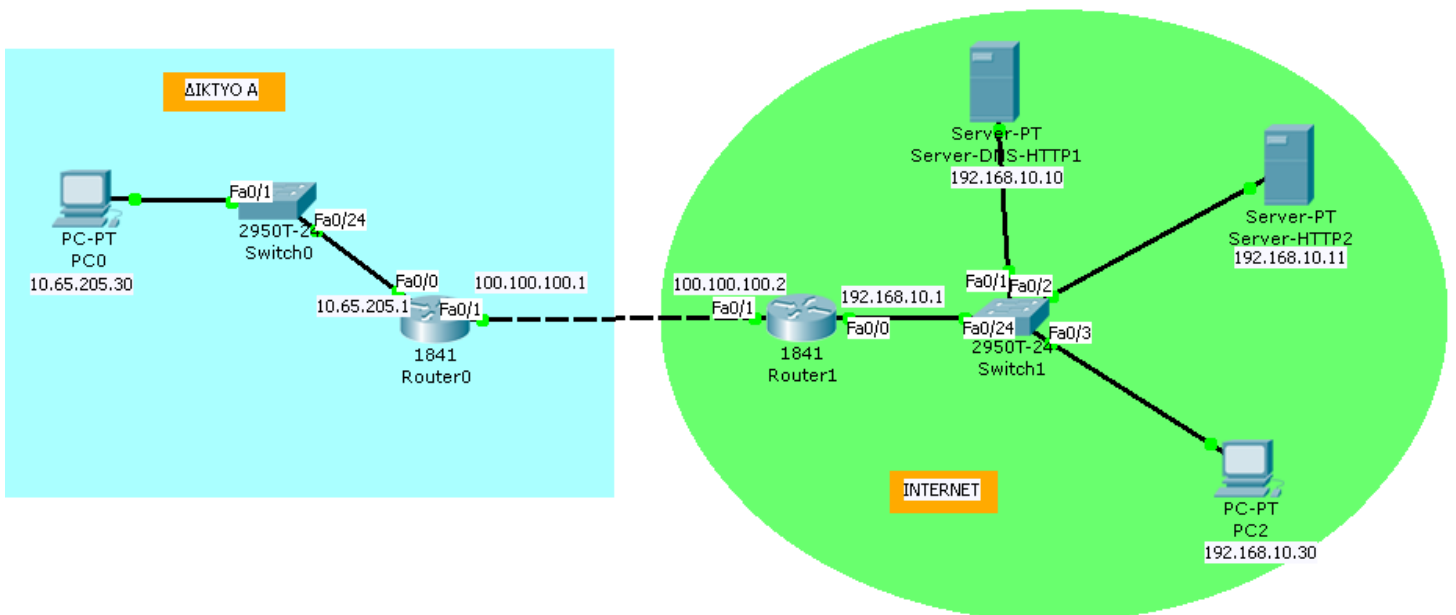 ΔΙΚΤΥΟ Α
PC-PT
PC0
10.65.205.30
Fa0/1
2950T-24
Switch0
Fa0/24
Fa0/0
10.65.205.1
Fa0/1
100.100.100.1
1841
Router0
100.100.100.2
Fa0/1
192.168.10.1
Fa0/0
1841
Router1
Server-PT
Server-DNS-HTTP1
192.168.10.10
Server-PT
Server-HTTP2
192.168.10.11
Fa0/1
Fa0/2
Fa0/24
Fa0/3
2950T-24
Switch1
PC-PT
PC2
192.168.10.30
INTERNET